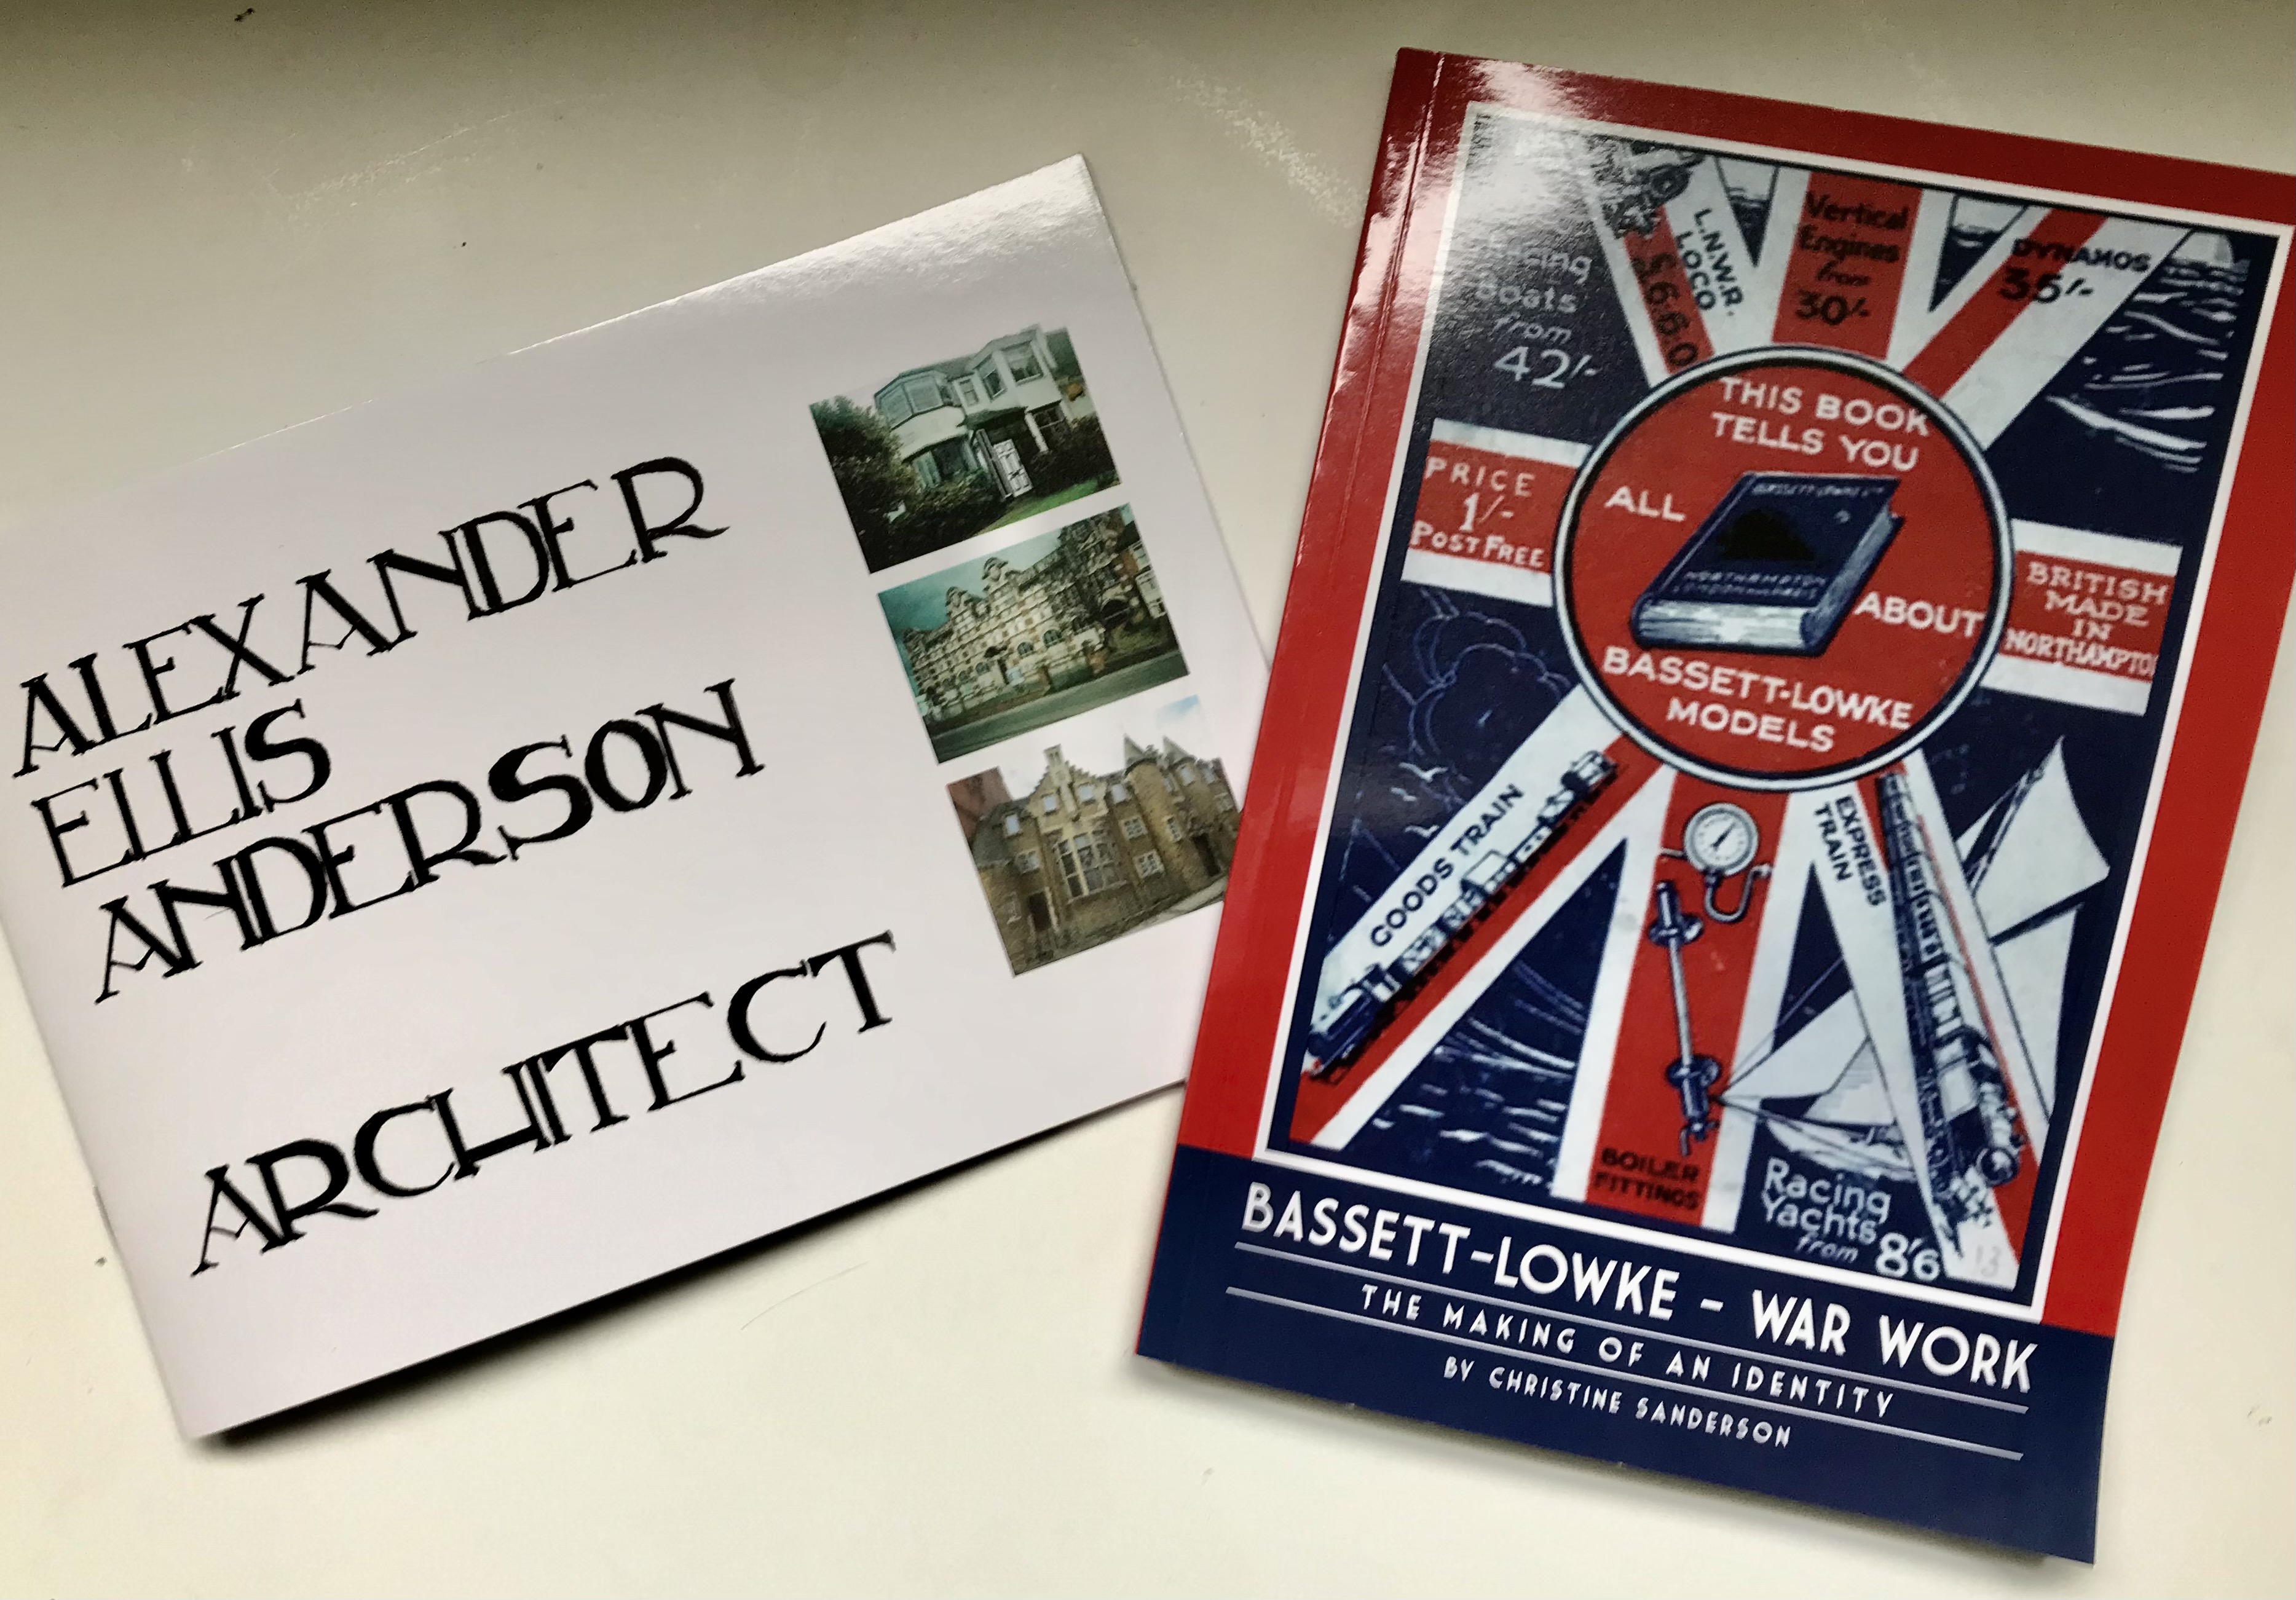 ALEXANDER
ELLIS
ANDERSON
ARCHITECT
boats
from
42/-
L.N.W.R.
LOCO
Vertical
Engines
from
30/-
DYNAMOS
35/-
THIS BOOK
TELLS YOU
ALL
ABOUT
BASSETT-LOWKE
MODELS
PRICE
1/-
POST FREE
BRITISH
MADE
IN
NORTHAMPTO
GOODS TRAIN
EXPRESS
TRAIN
BOILER
FITTINGS
Racing
Yachts
from 8/6
BASSETT-LOWKE - WAR WORK
THE MAKING OF AN IDENTITY
BY CHRISTINE SANDERSON